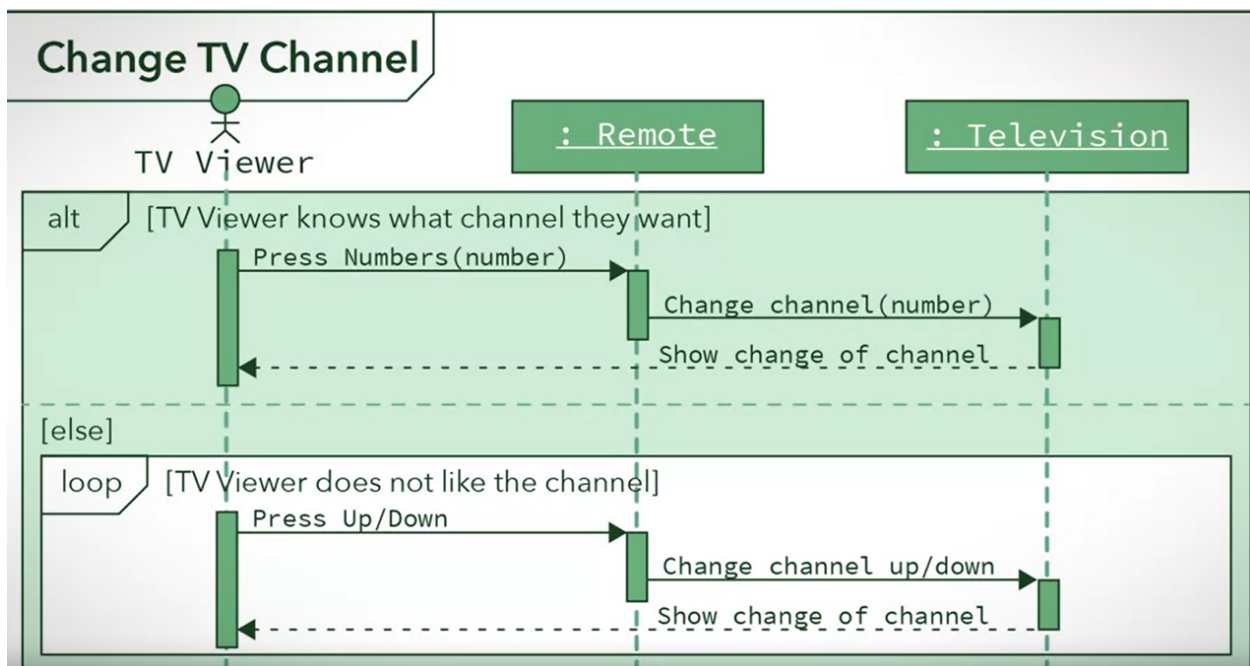 Change TV Channel
TV Viewer
: Remote
: Television
alt
[TV Viewer knows what channel they want]
Press Numbers(number)
Change channel(number)
Show change of channel
[else]
loop
[TV Viewer does not like the channel]
Press Up/Down
Change channel up/down
Show change of channel